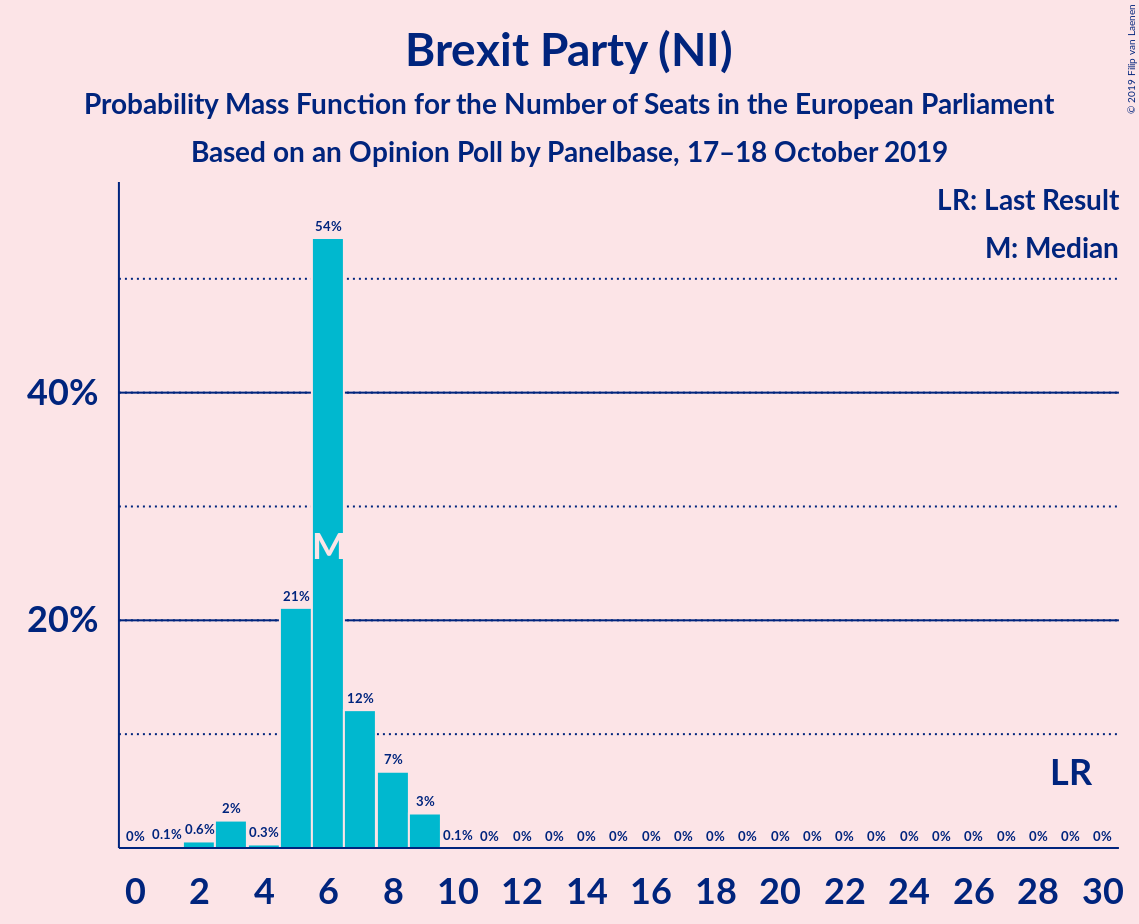 Brexit Party (NI)
Probability Mass Function for the Number of Seats in the European Parliament
Based on an Opinion Poll by Panelbase, 17–18 October 2019
© 2019 Filip van Laenen
LR: Last Result
M: Median
54%
40%
M
21%
20%
12%
7%
LR
3%
2%
0% 0.1% 0.6% 0.3% 0.1% 0% 0% 0% 0% 0% 0% 0% 0% 0% 0% 0% 0% 0% 0% 0% 0% 0% 0% 0% 0%
0 2 4 6 8 10 12 14 16 18 20 22 24 26 28 30